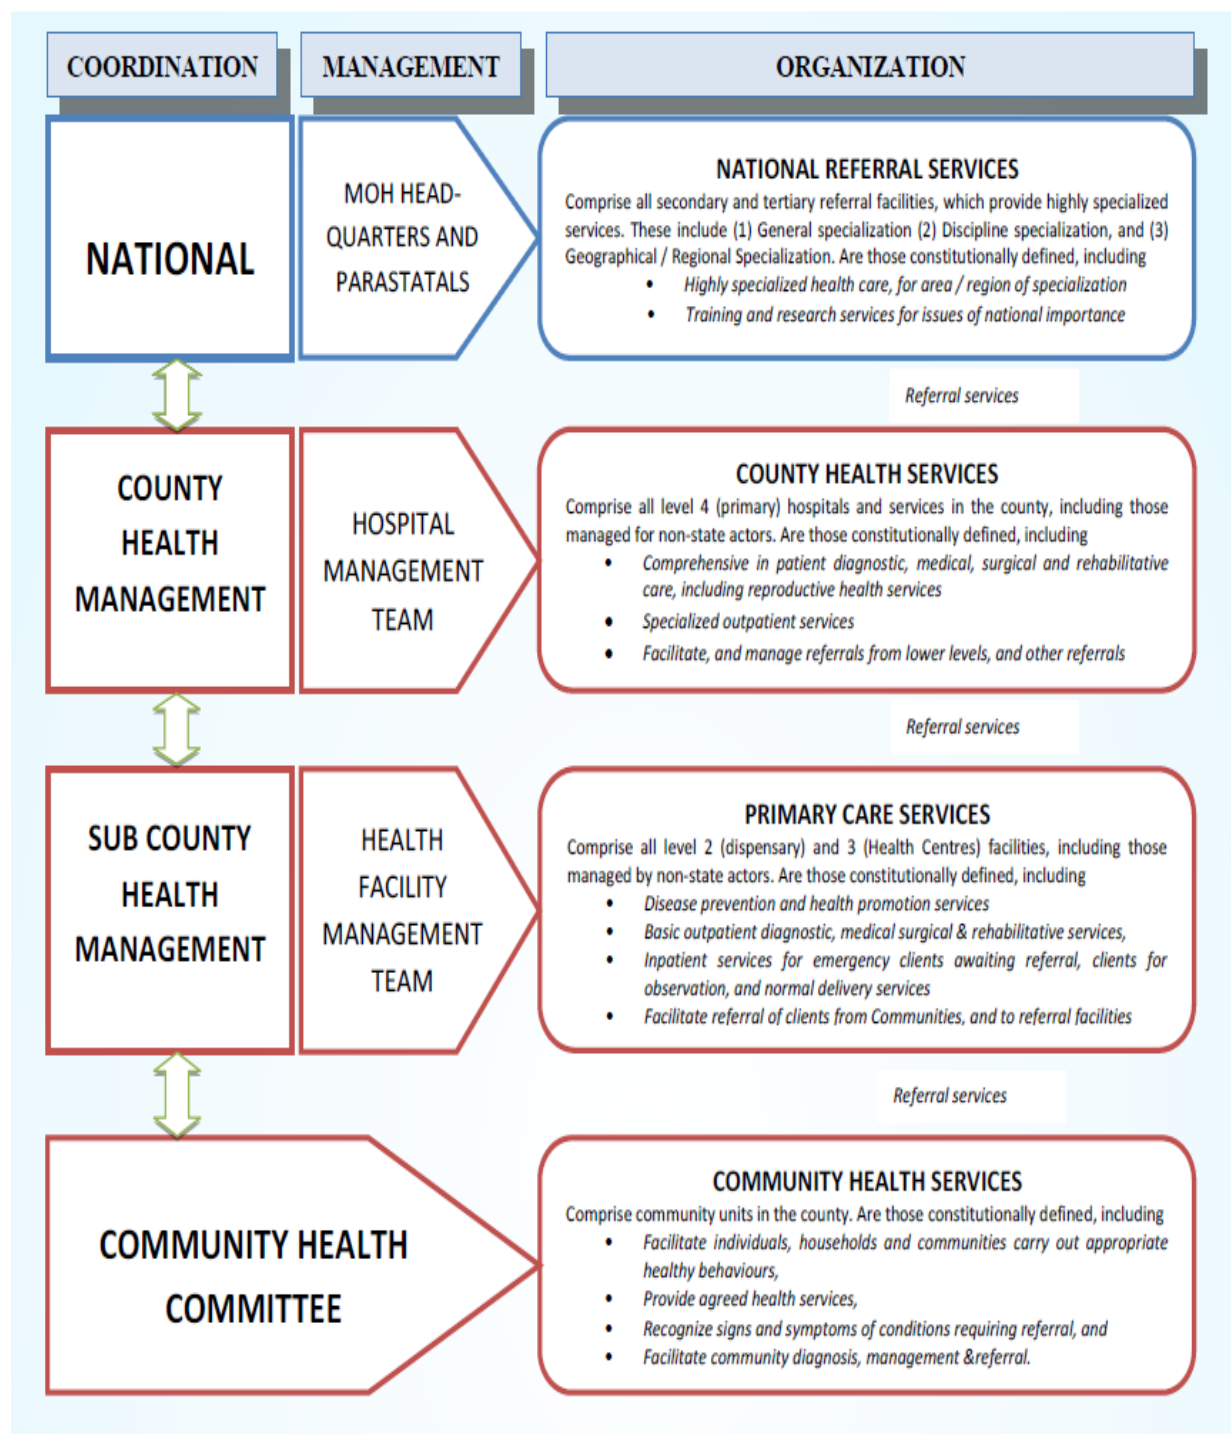 COORDINATION
MANAGEMENT
ORGANIZATION
NATIONAL
MOH HEAD-
QUARTERS AND
PARASTATALS
NATIONAL REFERRAL SERVICES
Comprise all secondary and tertiary referral facilities, which provide highly specialized
services. These include (1) General specialization (2) Discipline specialization, and (3)
Geographical / Regional Specialization. Are those constitutionally defined, including
• Highly specialized health care, for area / region of specialization
• Training and research services for issues of national importance
Referral services
COUNTY
HEALTH
MANAGEMENT
HOSPITAL
MANAGEMENT
TEAM
COUNTY HEALTH SERVICES
Comprise all level 4 (primary) hospitals and services in the county, including those
managed for non-state actors. Are those constitutionally defined, including
• Comprehensive in patient diagnostic, medical, surgical and rehabilitative
care, including reproductive health services
• Specialized outpatient services
• Facilitate, and manage referrals from lower levels, and other referrals
Referral services
SUB COUNTY
HEALTH
MANAGEMENT
HEALTH
FACILITY
MANAGEMENT
TEAM
PRIMARY CARE SERVICES
Comprise all level 2 (dispensary) and 3 (Health Centres) facilities, including those
managed by non-state actors. Are those constitutionally defined, including
• Disease prevention and health promotion services
• Basic outpatient diagnostic, medical surgical & rehabilitative services,
• Inpatient services for emergency clients awaiting referral, clients for
observation, and normal delivery services
• Facilitate referral of clients from Communities, and to referral facilities
Referral services
COMMUNITY HEALTH
COMMITTEE
COMMUNITY HEALTH SERVICES
Comprise community units in the county. Are those constitutionally defined, including
• Facilitate individuals, households and communities carry out appropriate
healthy behaviours,
• Provide agreed health services,
• Recognize signs and symptoms of conditions requiring referral, and
• Facilitate community diagnosis, management &referral.